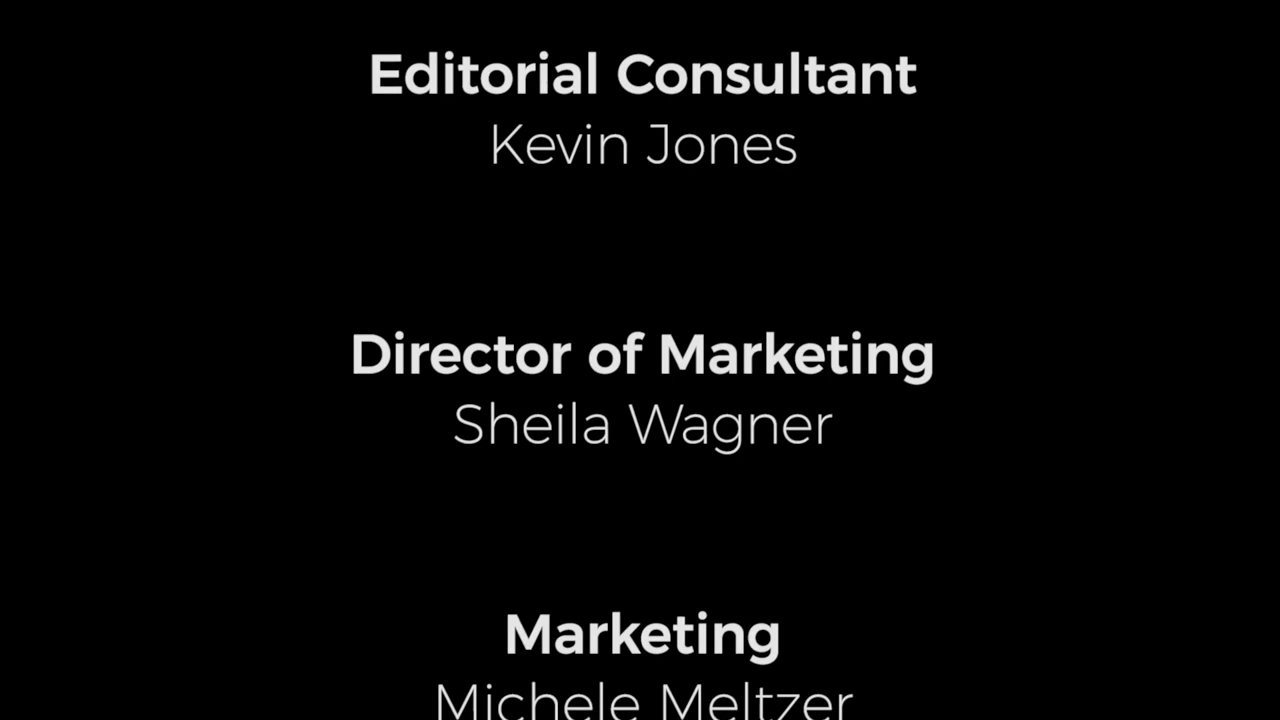 Editorial Consultant
Kevin Jones
Director of Marketing
Sheila Wagner
Marketing
Michele Meltzer